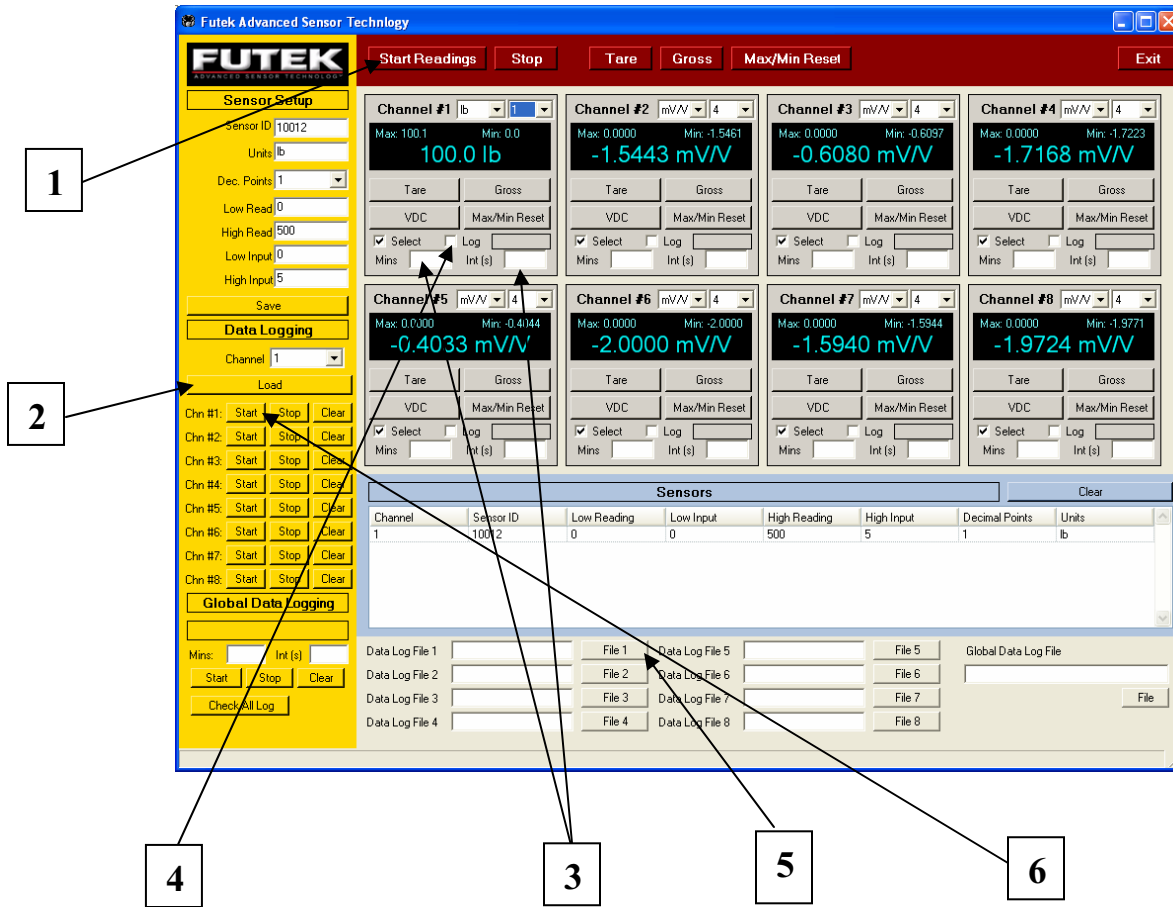 Futek Advanced Sensor Technlogy
FUTEK
ADVANCED SENSOR TECHNOLOGY
Start Readings Stop Tare Gross Max/Min Reset Exit
Sensor Setup
Sensor ID 10012
Units lb
Dec. Points 1
Low Read 0
High Read 500
Low Input 0
High Input 5
Save
Data Logging
Channel 1
Load
Chn #1: Start Stop Clear
Chn #2: Start Stop Clear
Chn #3: Start Stop Clear
Chn #4: Start Stop Clear
Chn #5: Start Stop Clear
Chn #6: Start Stop Clear
Chn #7: Start Stop Clear
Chn #8: Start Stop Clear
Global Data Logging
Mins: Int (s)
Start Stop Clear
Check All Log
Channel #1 lb 1
Max: 100.1 Min: 0.0
100.0 lb
Tare Gross
VDC Max/Min Reset
Select Log
Mins Int (s)
Channel #2 mV/V 4
Max: 0.0000 Min: -1.5461
-1.5443 mV/V
Tare Gross
VDC Max/Min Reset
Select Log
Mins Int (s)
Channel #3 mV/V 4
Max: 0.0000 Min: -0.6097
-0.6080 mV/V
Tare Gross
VDC Max/Min Reset
Select Log
Mins Int (s)
Channel #4 mV/V 4
Max: 0.0000 Min: -1.7223
-1.7168 mV/V
Tare Gross
VDC Max/Min Reset
Select Log
Mins Int (s)
Channel #5 mV/V 4
Max: 0.0000 Min: -0.4044
-0.4033 mV/V
Tare Gross
VDC Max/Min Reset
Select Log
Mins Int (s)
Channel #6 mV/V 4
Max: 0.0000 Min: -2.0000
-2.0000 mV/V
Tare Gross
VDC Max/Min Reset
Select Log
Mins Int (s)
Channel #7 mV/V 4
Max: 0.0000 Min: -1.5944
-1.5940 mV/V
Tare Gross
VDC Max/Min Reset
Select Log
Mins Int (s)
Channel #8 mV/V 4
Max: 0.0000 Min: -1.9771
-1.9724 mV/V
Tare Gross
VDC Max/Min Reset
Select Log
Mins Int (s)
Sensors Clear
Channel Sensor ID Low Reading Low Input High Reading High Input Decimal Points Units
1 10012 0 0 500 5 1 lb
Data Log File 1 File 1 Data Log File 5 File 5 Global Data Log File
Data Log File 2 File 2 Data Log File 6 File 6
Data Log File 3 File 3 Data Log File 7 File 7 File
Data Log File 4 File 4 Data Log File 8 File 8
1
2
4
3
5
6